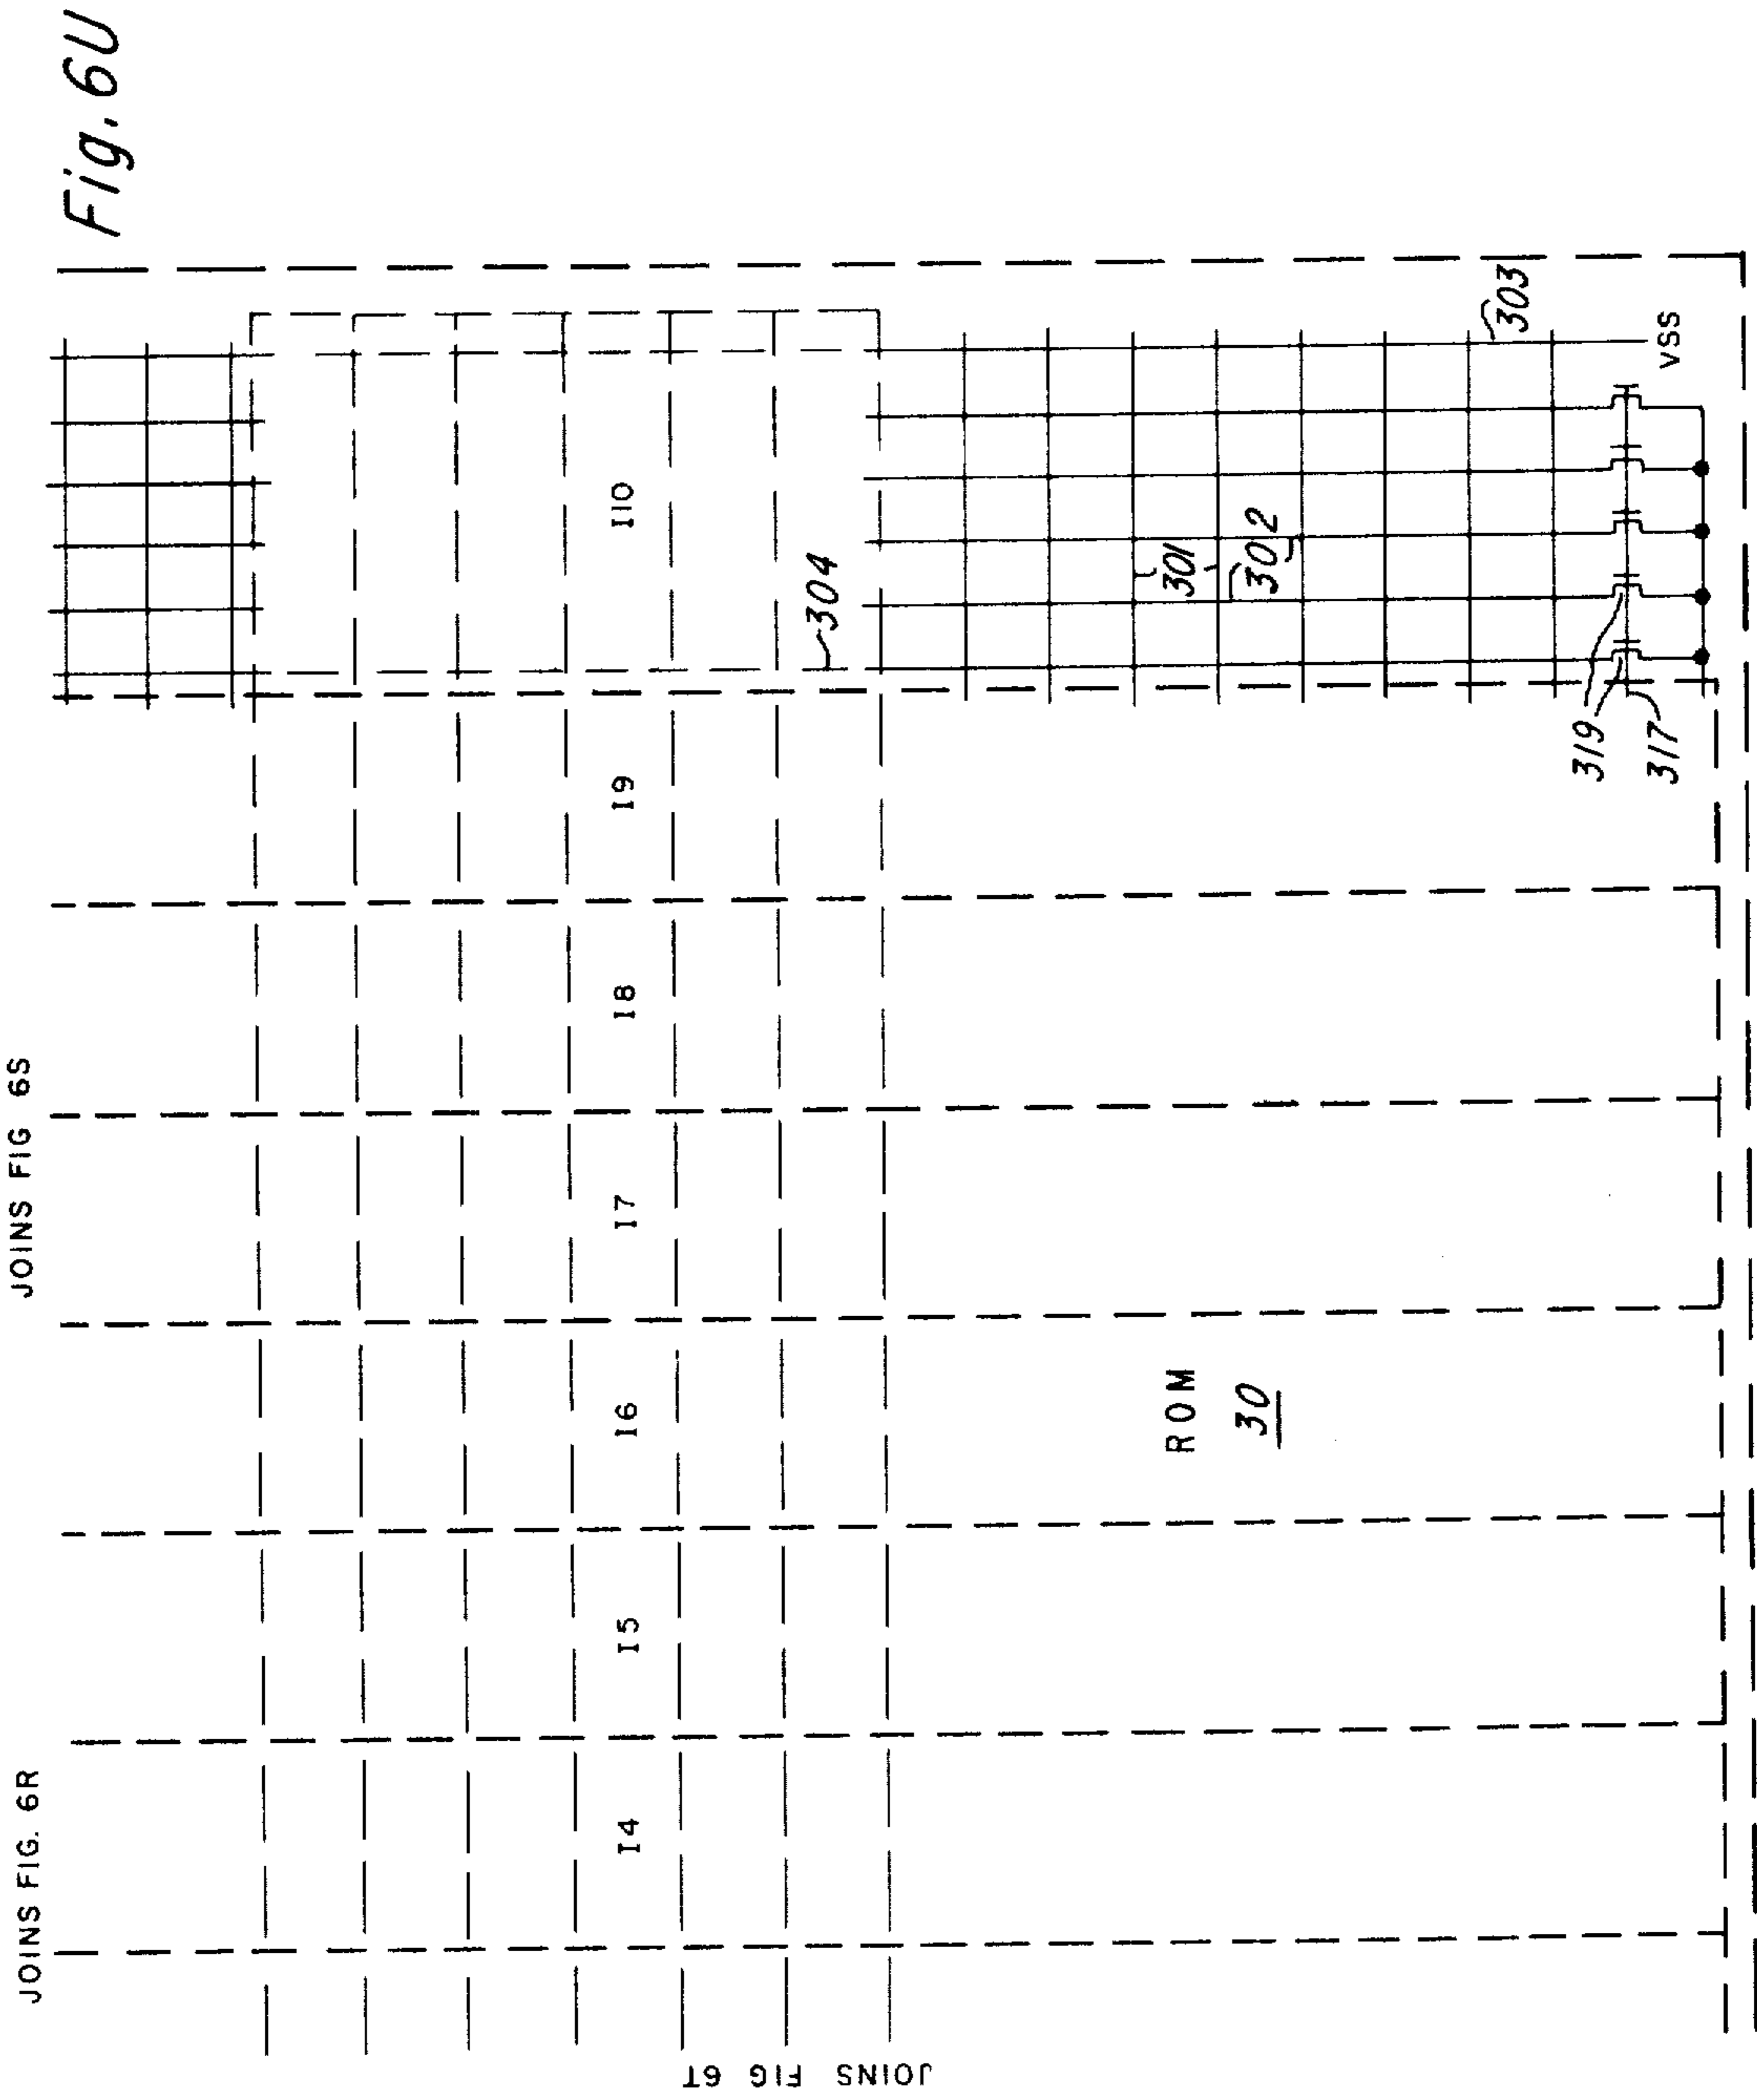 Fig. 6U
JOINS FIG. 6R
JOINS FIG 6S
JOINS FIG 6T
I4
I5
I6
I7
I8
I9
I10
304
301
302
303
ROM
30
319
317
VSS